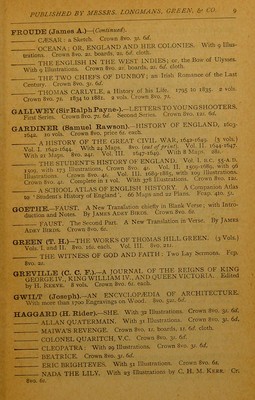 PUBLISHED BY MESSRS. LONGMANS, GREEN, & CO. 9
FROUDE (James A.)—(Continued).
—— CÆSAR: a Sketch. Crown 8vo. 3s. 6d.
—— OCEANA: OR, ENGLAND AND HER COLONIES. With 9 Illus-
trations. Crown 8vo. 2s. boards, 2s. 6d. cloth.
—— THE ENGLISH IN THE WEST INDIES; or, the Bow of Ulysses.
With 9 Illustrations. Crown 8vo. 2s. boards, 2s. 6d. cloth.
—— THE TWO CHIEFS OF DUNBOY; an Irish Romance of the Last
Century. Crown 8vo. 3s. 6d.
—— THOMAS CARLYLE, a History of his Life. 1795 to 1835. 2 vols.
Crown 8vo. 7s. 1834 to 1881. 2 vols. Crown 8vo. 7s.
GALLWEY (Sir Ralph Payne-).—LETTERS TO YOUNG SHOOTERS.
First Series. Crown 8vo. 7s. 6d. Second Series. Crown 8vo. 12s. 6d.
GARDINER (Samuel Rawson).—HISTORY OF ENGLAND, 1603-
1642. 10 vols. Crown 8vo. price 6s. each.
—— A HISTORY OF THE GREAT CIVIL WAR, 1642-1649. (3 vols.)
Vol. I. 1642-1644. With 24 Maps. 8vo. (out of print). Vol. II. 1644-1647.
With 21 Maps. 8vo. 24s. Vol. III. 1647-1649. With 8 Maps. 28s.
—— THE STUDENT'S HISTORY OF ENGLAND. Vol. I. B.C. 55-A.D.
1509, with 173 Illustrations, Crown 8vo. 4s. Vol. II. 1509-1689, with 96
Illustrations. Crown 8vo. 4s. Vol. III. 1689-1885, with 109 Illustrations.
Crown 8vo. 4s. Complete in 1 vol. With 378 Illustrations. Crown 8vo. 12s.
—— A SCHOOL ATLAS OF ENGLISH HISTORY. A Companion Atlas
to 'Student's History of England'. 66 Maps and 22 Plans. Fcap. 4to. 5s.
GOETHE.—FAUST. A New Translation chiefly in Blank Verse; with Intro-
duction and Notes. By JAMES ADEY BIRDS. Crown 8vo. 6s.
—— FAUST. The Second Part. A New Translation in Verse. By JAMES
ADEY BIRDS. Crown 8vo. 6s.
GREEN (T. H.)—THE WORKS OF THOMAS HILL GREEN. (3 Vols.)
Vols. I. and II. 8vo. 16s. each. Vol. III. 8vo. 21s.
—— THE WITNESS OF GOD AND FAITH: Two Lay Sermons. Fcp.
8vo. 2s.
GREVILLE (C. C. F.).—A JOURNAL OF THE REIGNS OF KING
GEORGE IV., KING WILLIAM IV., AND QUEEN VICTORIA. Edited
by H. REEVE. 8 vols. Crown 8vo. 6s. each.
GWILT (Joseph).—AN ENCYCLOPÆDIA OF ARCHITECTURE.
With more than 1700 Engravings on Wood. 8vo. 52s. 6d.
HAGGARD (H. Rider).—SHE. With 32 Illustrations. Crown 8vo. 3s. 6d.
—— ALLAN QUATERMAIN. With 31 Illustrations. Crown 8vo. 3s. 6d.
—— MAIWA'S REVENGE. Crown 8vo. 1s. boards, 1s. 6d. cloth.
—— COLONEL QUARITCH, V.C. Crown 8vo. 3s. 6d.
—— CLEOPATRA: With 29 Illustrations. Crown 8vo. 3s. 6d.
—— BEATRICE. Crown 8vo. 3s. 6d.
—— ERIC BRIGHTEYES. With 51 Illustrations. Crown 8vo. 6s.
—— NADA THE LILY. With 23 Illustrations by C. H. M. KERR. Cr.
8vo. 6s.